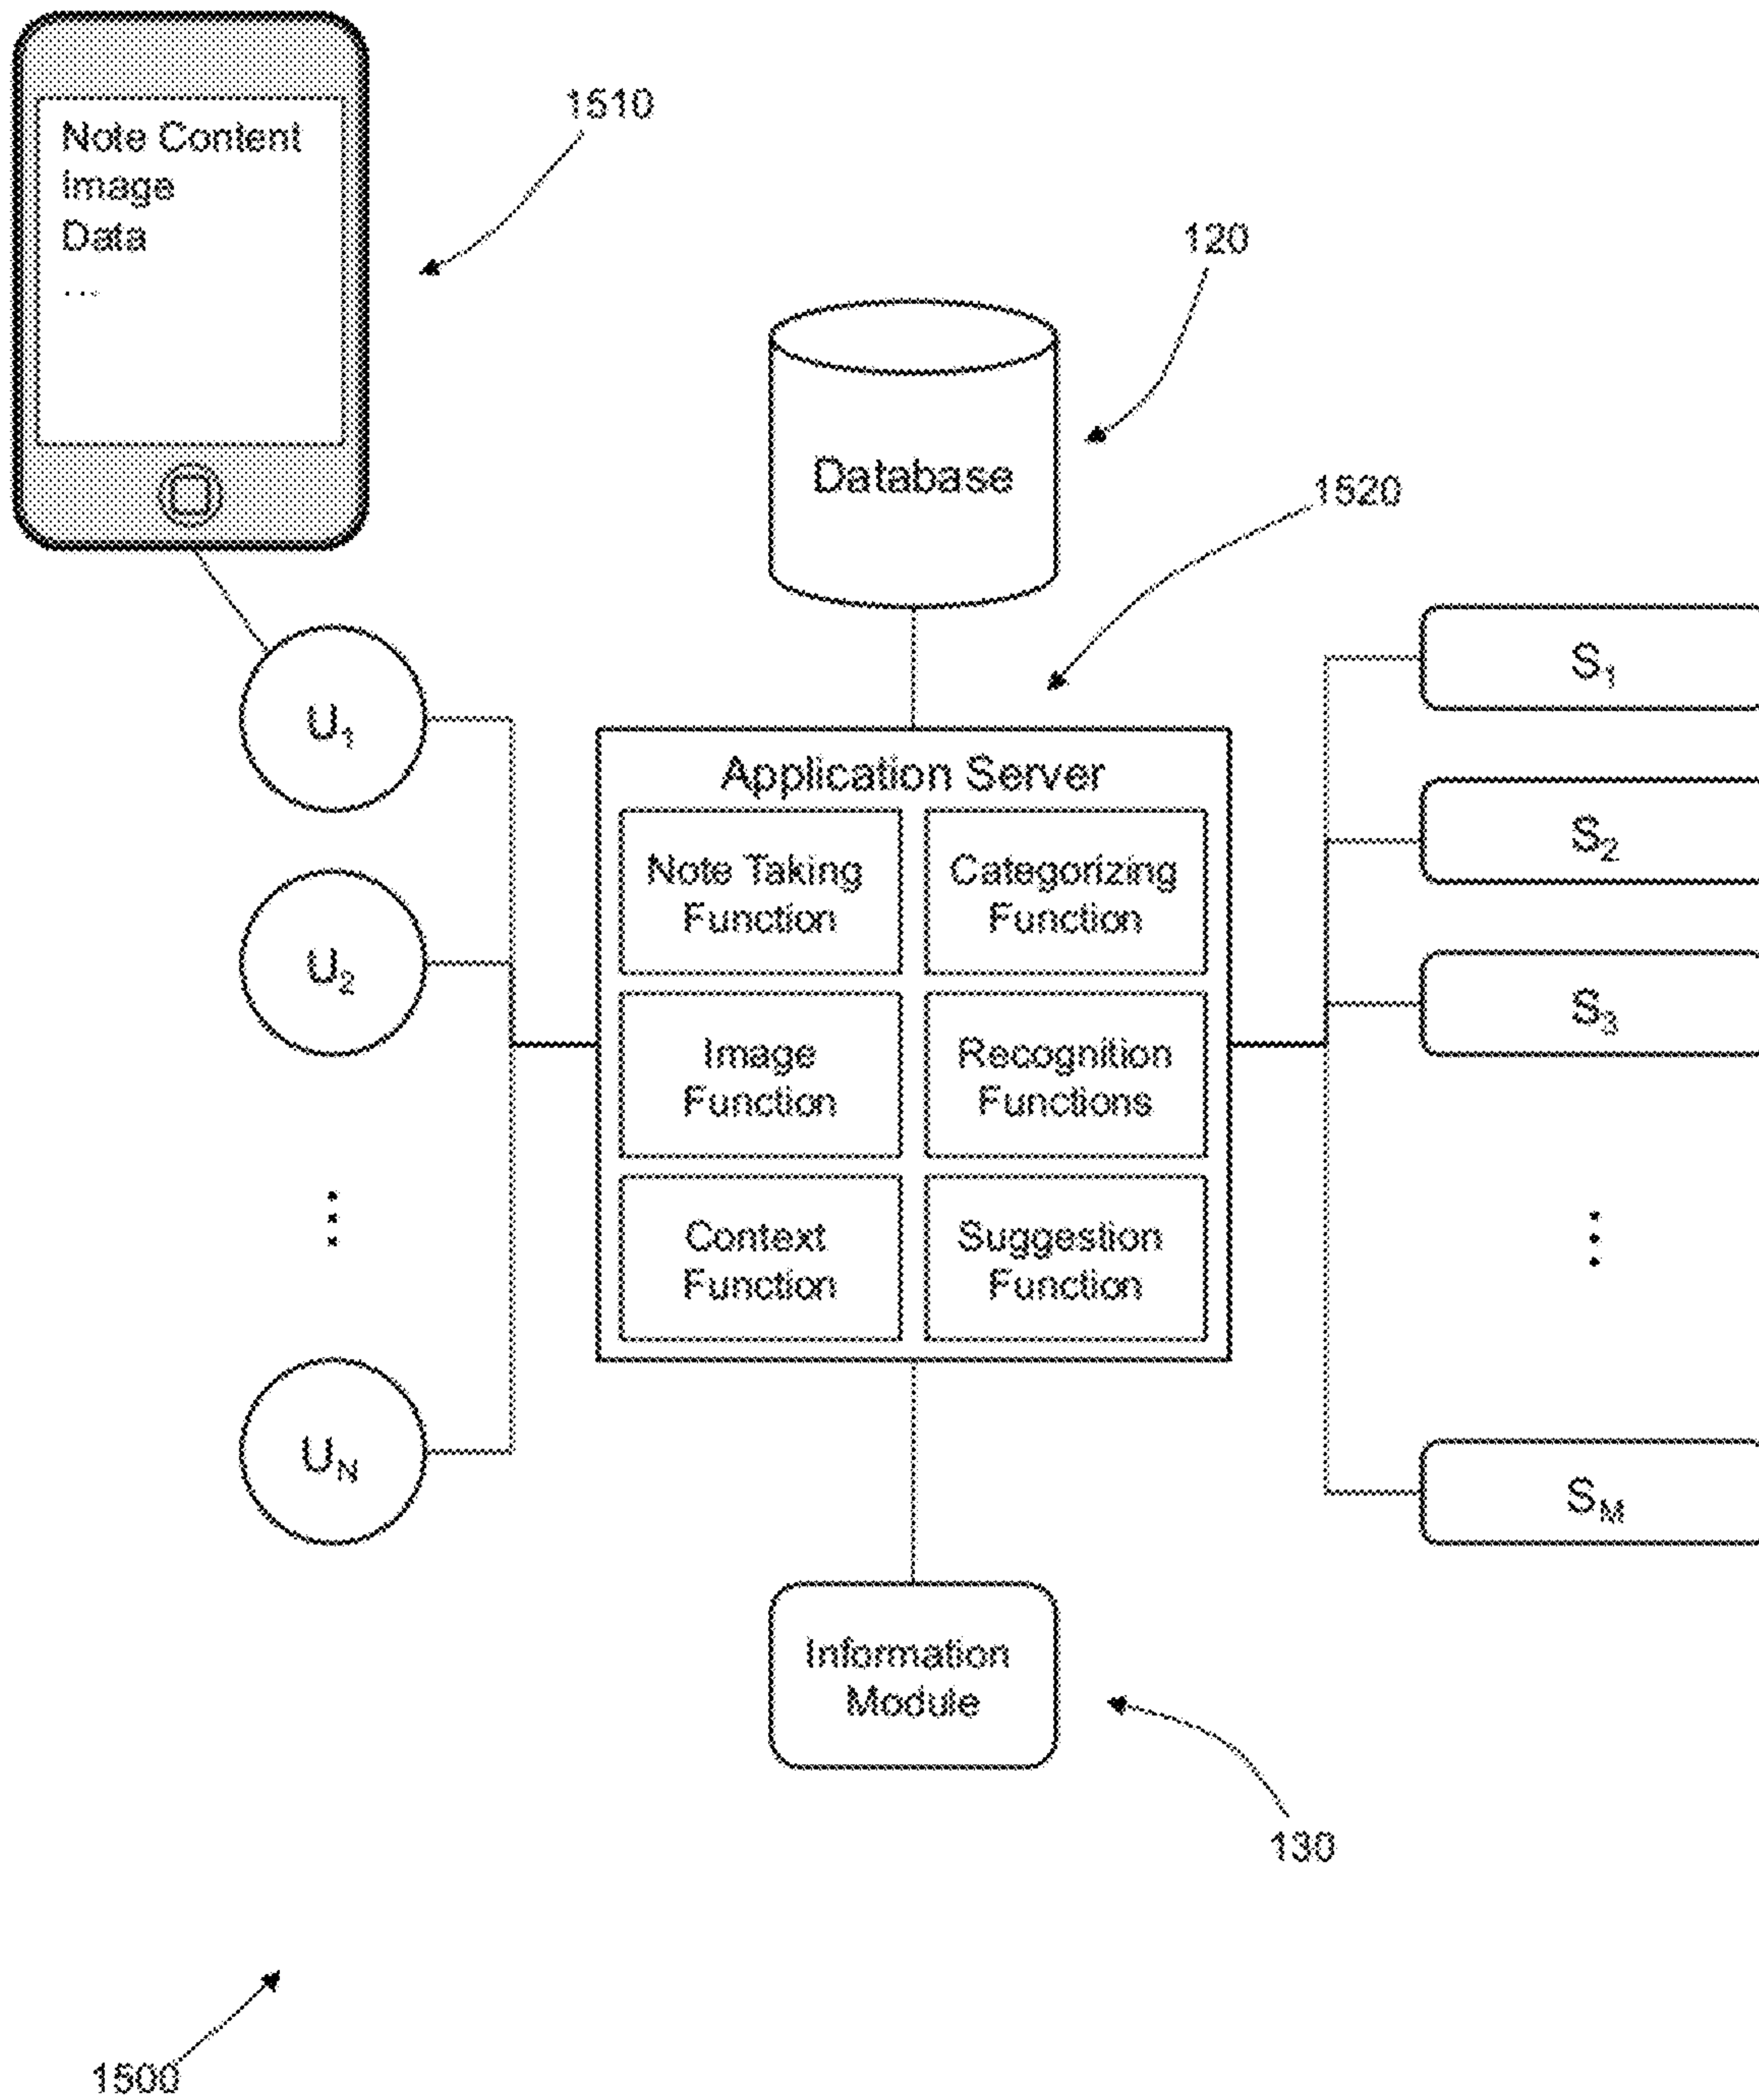 1510
Note Content
Image
Data
...
120
Database
1520
U1
U2
⋮
UN
Application Server
Note Taking
Function
Categorizing
Function
Image
Function
Recognition
Functions
Context
Function
Suggestion
Function
S1
S2
S3
⋮
SM
Information
Module
130
1500